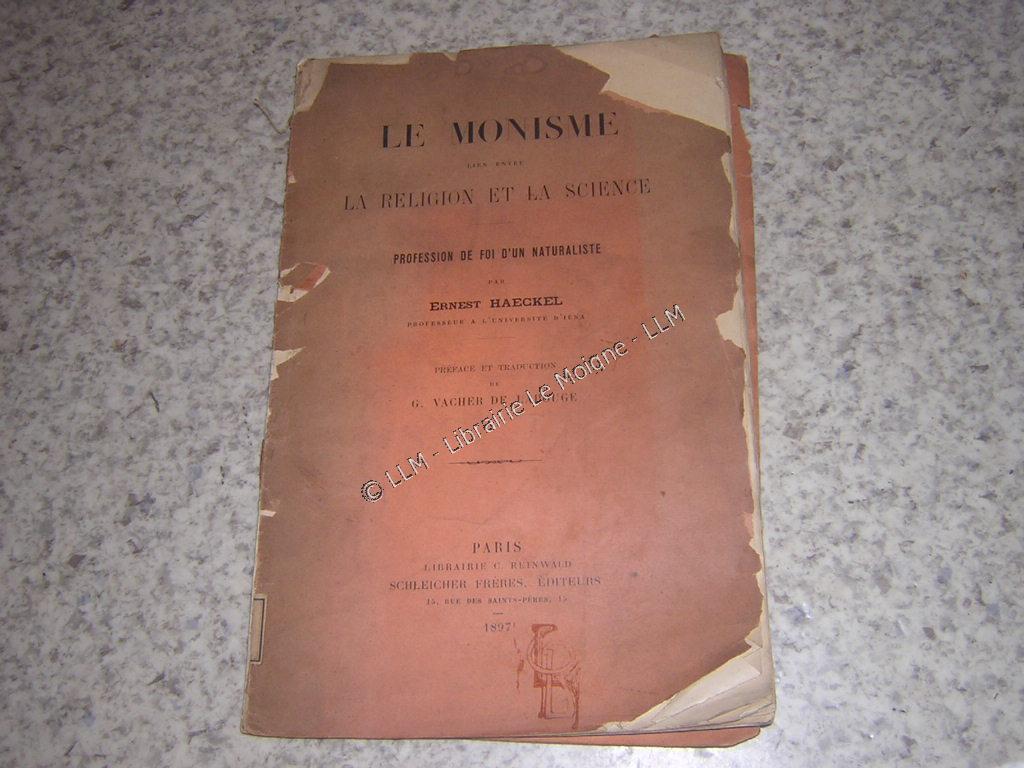 LE MONISME
LIEN ENTRE
LA RELIGION ET LA SCIENCE
PROFESSION DE FOI D'UN NATURALISTE
PAR
ERNEST HAECKEL
PROFESSEUR A L'UNIVERSITÉ D'IÉNA
PRÉFACE ET TRADUCTION
DE
G. VACHER DE LAPOUGE
© LLM - Librairie Le Moigne - LLM
PARIS
LIBRAIRIE C. REINWALD
SCHLEICHER FRÈRES, ÉDITEURS
15, RUE DES SAINTS-PÈRES, 15
1897